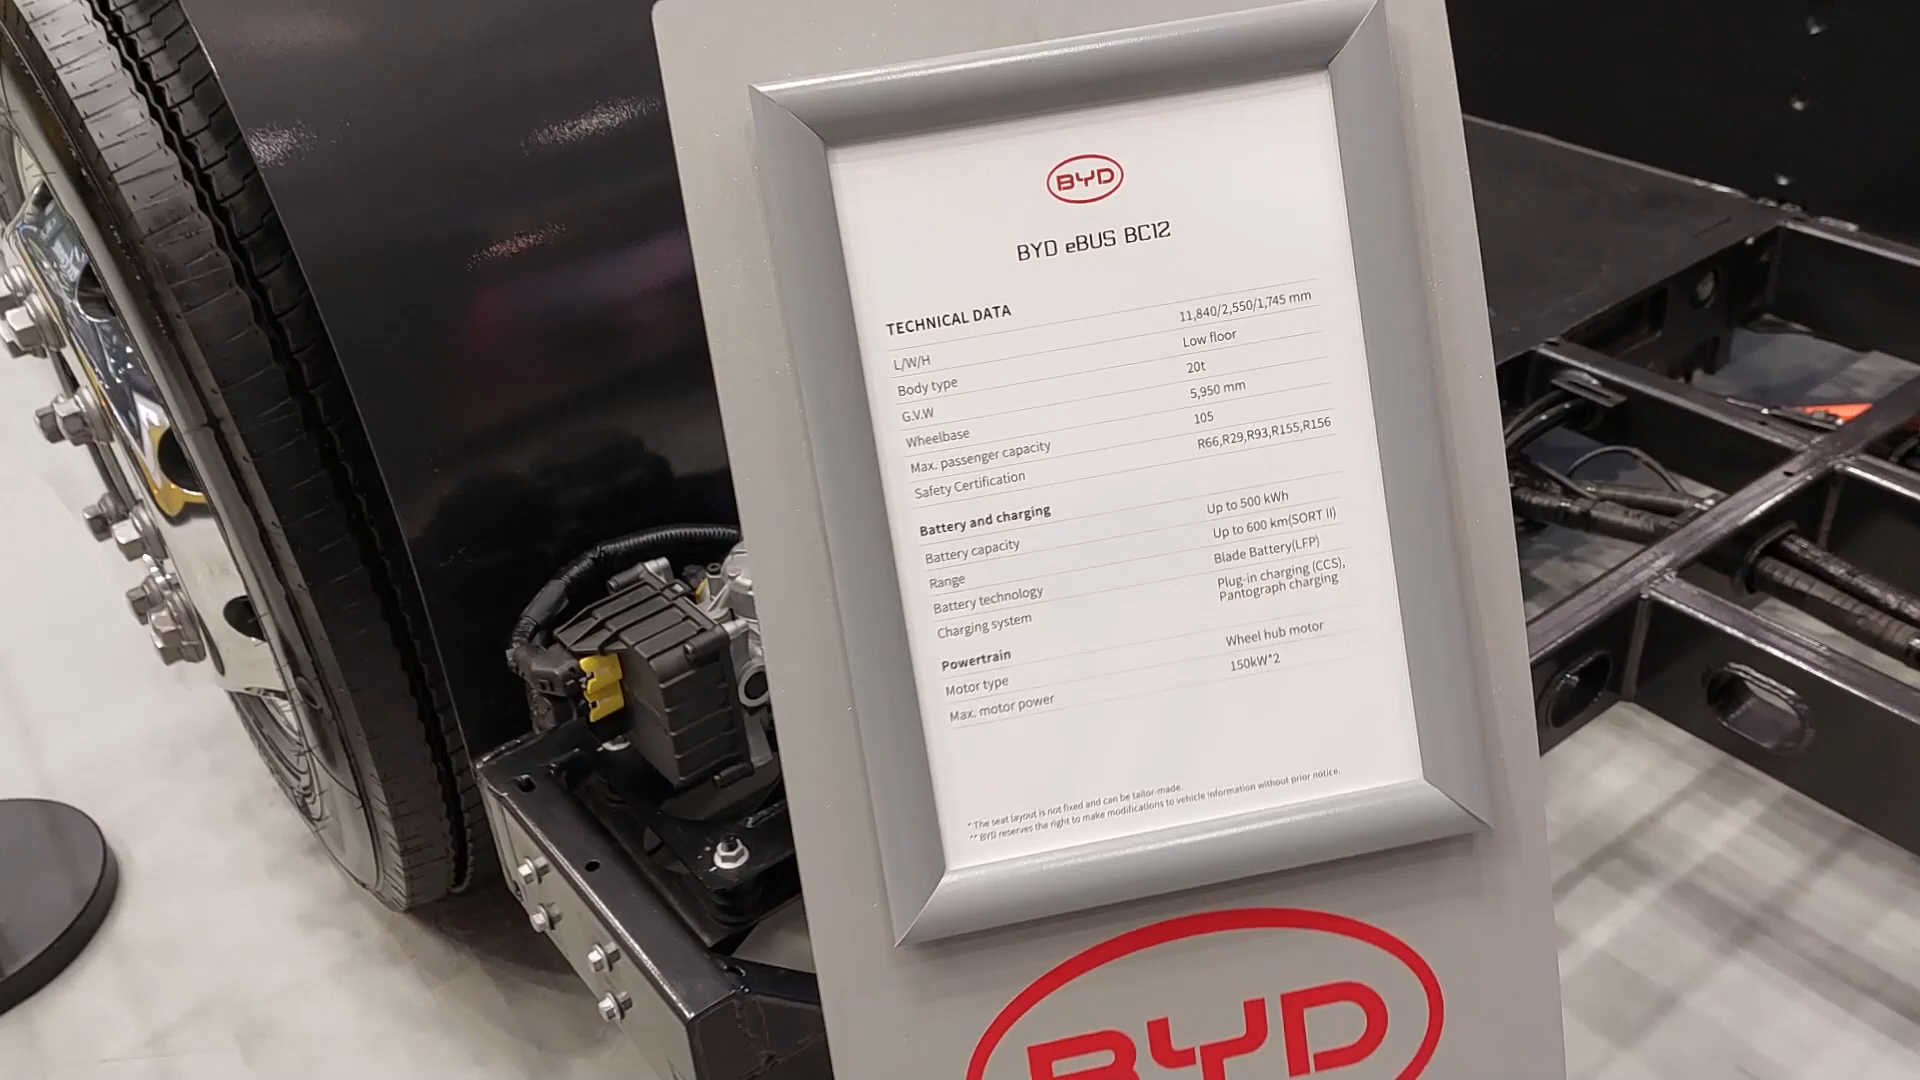 BYD
BYD eBUS BC12
TECHNICAL DATA
L/W/H 11,840/2,550/1,745 mm
Body type Low floor
G.V.W 20t
Wheelbase 5,950 mm
Max. passenger capacity 105
Safety Certification R66,R29,R93,R155,R156
Battery and charging
Battery capacity Up to 500 kWh
Range Up to 600 km(SORT II)
Battery technology Blade Battery(LFP)
Charging system Plug-in charging (CCS),
Pantograph charging
Powertrain
Motor type Wheel hub motor
Max. motor power 150kW*2
* The seat layout is not fixed and can be tailor-made.
** BYD reserves the right to make modifications to vehicle information without prior notice.
BYD